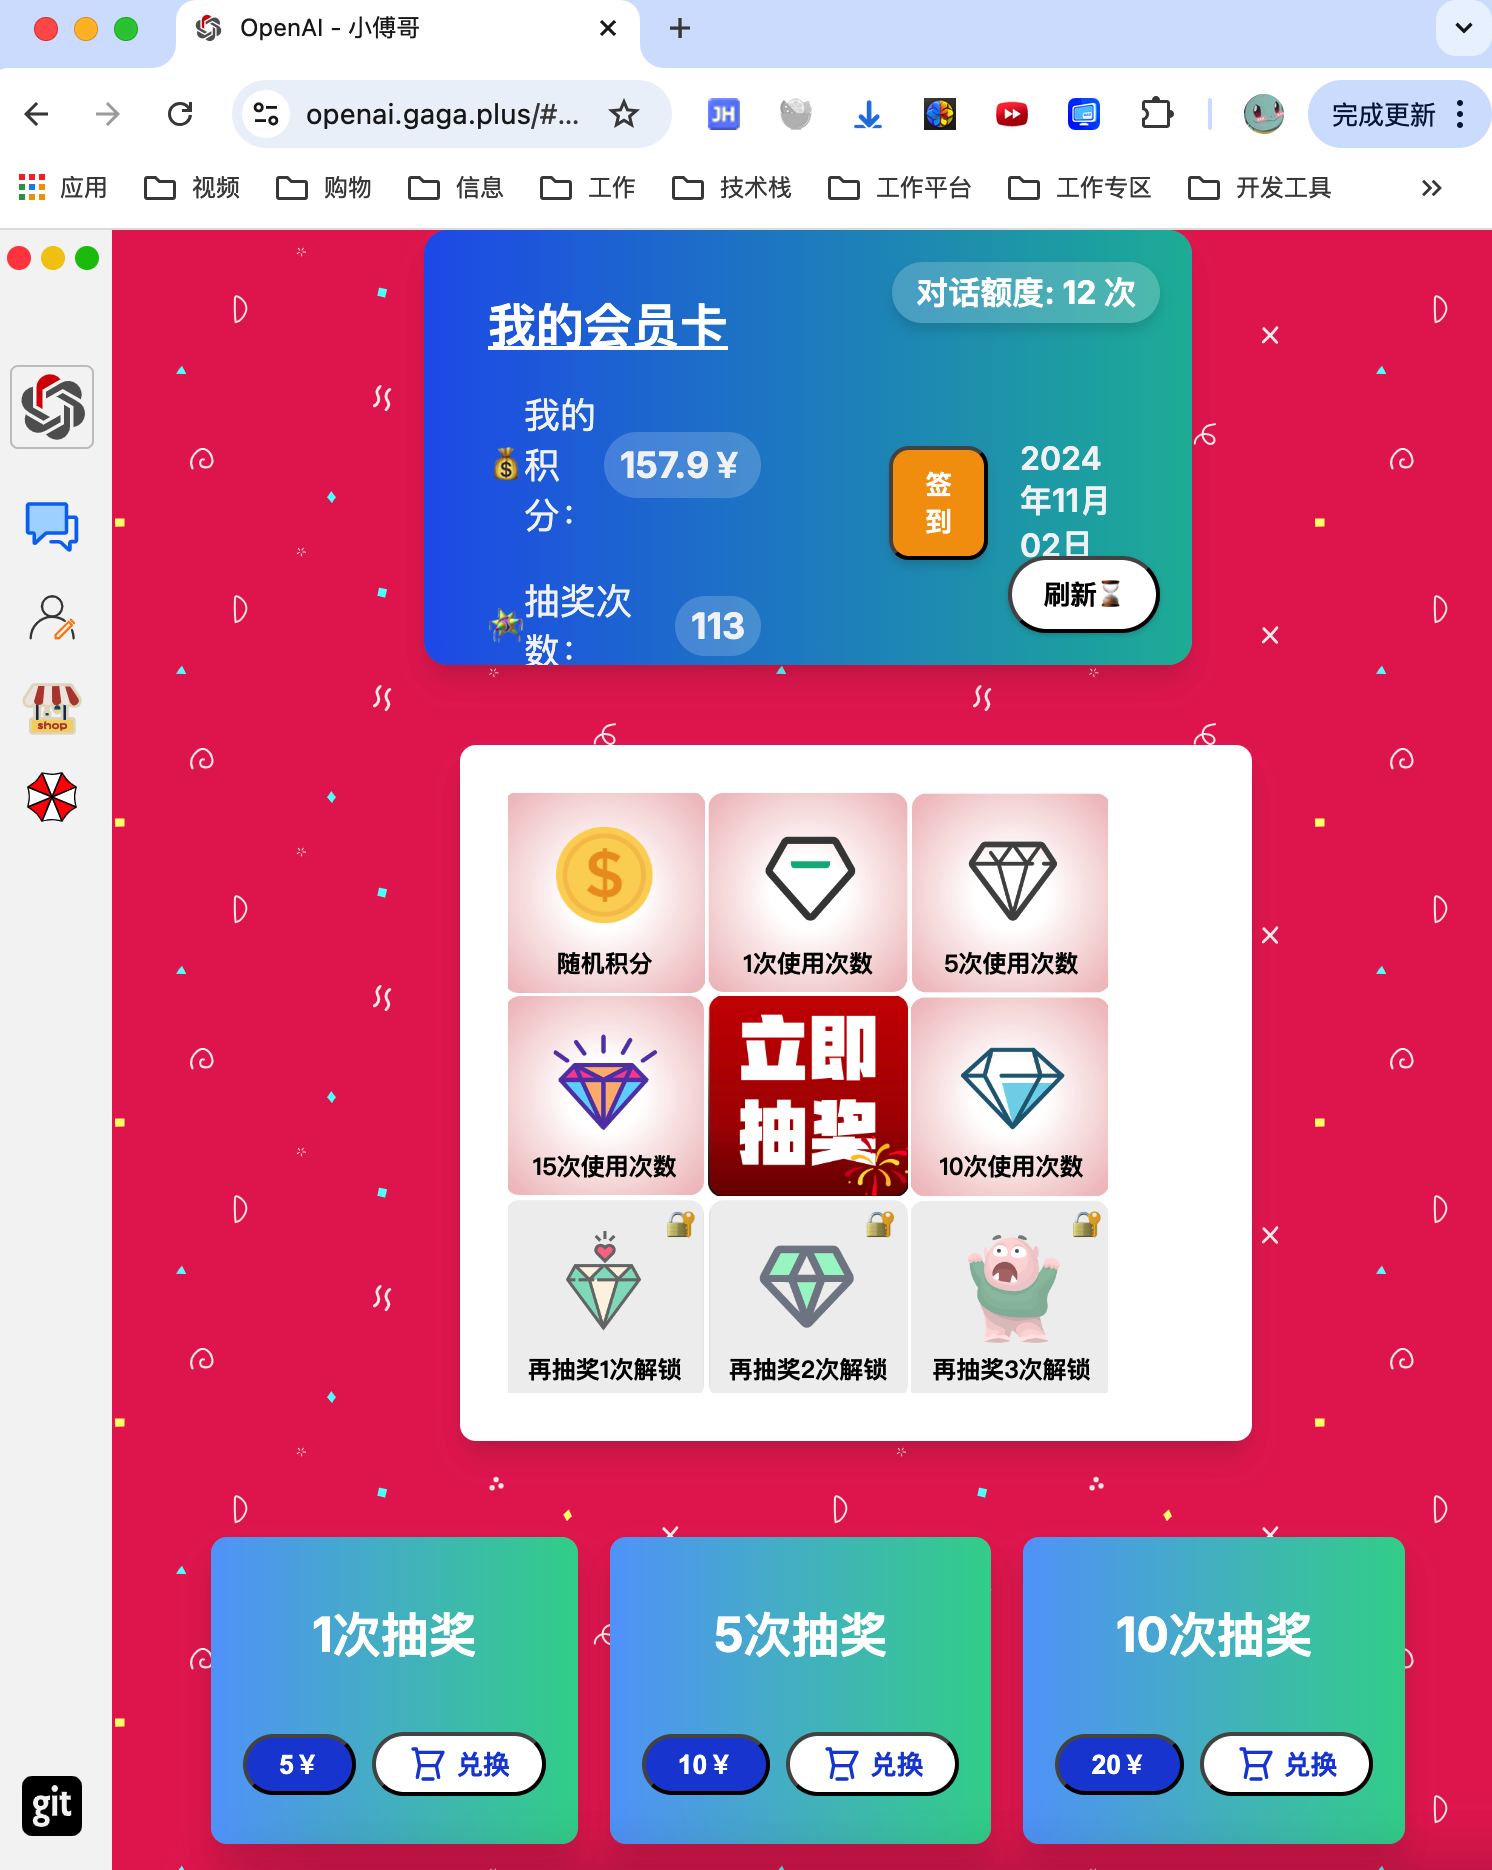 OpenAI - 小傅哥
openai.gaga.plus/#...
JH
完成更新
应用
视频
购物
信息
工作
技术栈
工作平台
工作专区
开发工具
我的会员卡
对话额度: 12 次
我的
积
分：
157.9 ¥
签
到
2024
年11月
02日
刷新⏳
抽奖次
数：
113
shop
随机积分
1次使用次数
5次使用次数
15次使用次数
立即
抽奖
10次使用次数
再抽奖1次解锁
再抽奖2次解锁
再抽奖3次解锁
1次抽奖
5 ¥
兑换
5次抽奖
10 ¥
兑换
10次抽奖
20 ¥
兑换
git